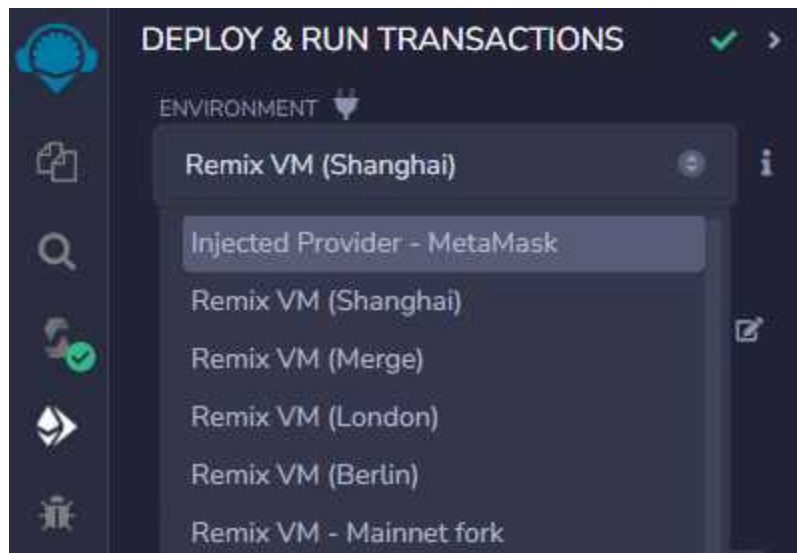 DEPLOY & RUN TRANSACTIONS
ENVIRONMENT
Remix VM (Shanghai)
Injected Provider - MetaMask
Remix VM (Shanghai)
Remix VM (Merge)
Remix VM (London)
Remix VM (Berlin)
Remix VM - Mainnet fork